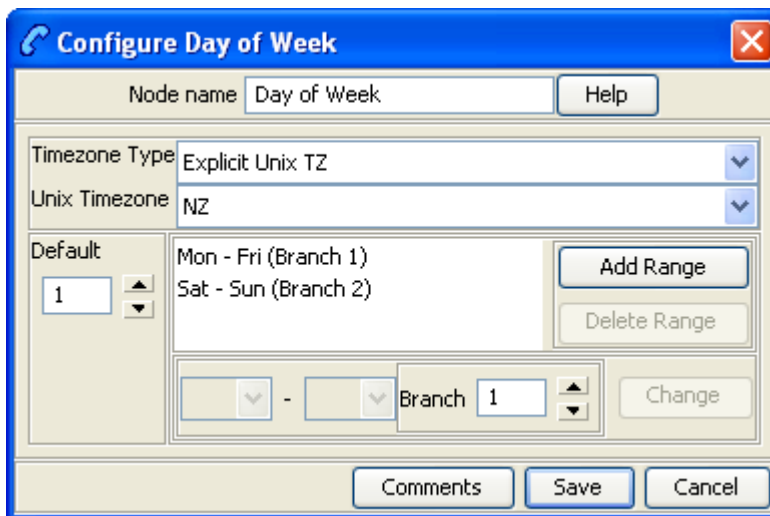 Configure Day of Week
Node name Day of Week Help
Timezone Type Explicit Unix TZ
Unix Timezone NZ
Default
1
Mon - Fri (Branch 1)
Sat - Sun (Branch 2)
Add Range
Delete Range
- Branch 1 Change
Comments Save Cancel